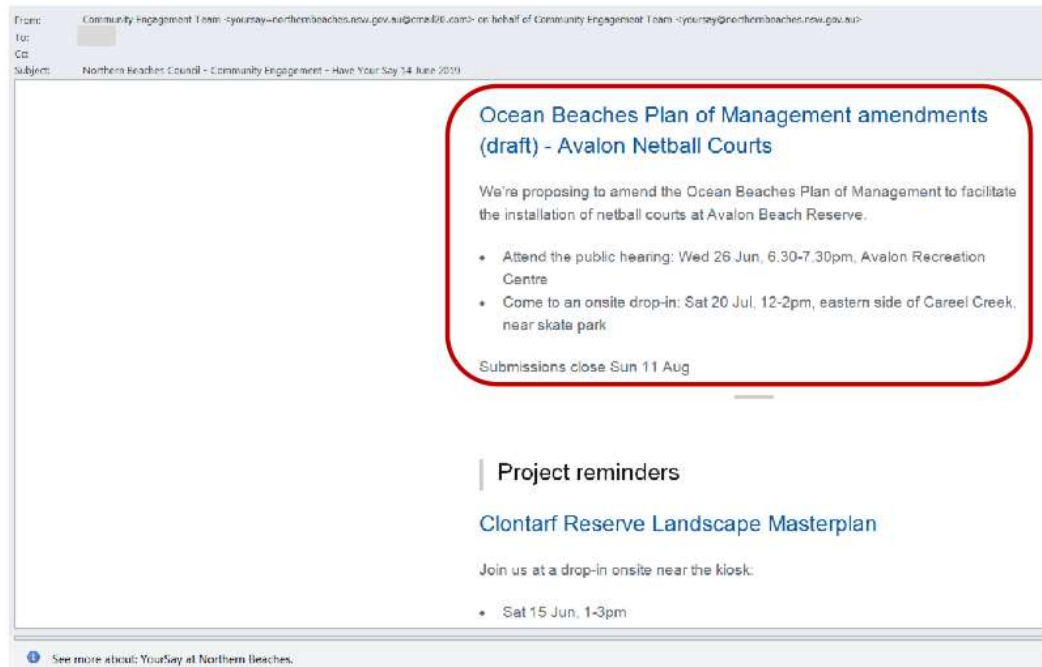 From: Community Engagement Team <yoursay=northernbeaches.nsw.gov.au@cmail20.com> on behalf of Community Engagement Team <yoursay@northernbeaches.nsw.gov.au>
To:
Cc:
Subject: Northern Beaches Council - Community Engagement - Have Your Say 14 June 2019
Ocean Beaches Plan of Management amendments
(draft) - Avalon Netball Courts
We're proposing to amend the Ocean Beaches Plan of Management to facilitate
the installation of netball courts at Avalon Beach Reserve.
• Attend the public hearing: Wed 26 Jun, 6.30-7.30pm, Avalon Recreation
Centre
• Come to an onsite drop-in: Sat 20 Jul, 12-2pm, eastern side of Careel Creek,
near skate park
Submissions close Sun 11 Aug
Project reminders
Clontarf Reserve Landscape Masterplan
Join us at a drop-in onsite near the kiosk:
• Sat 15 Jun, 1-3pm
See more about: YourSay at Northern Beaches.